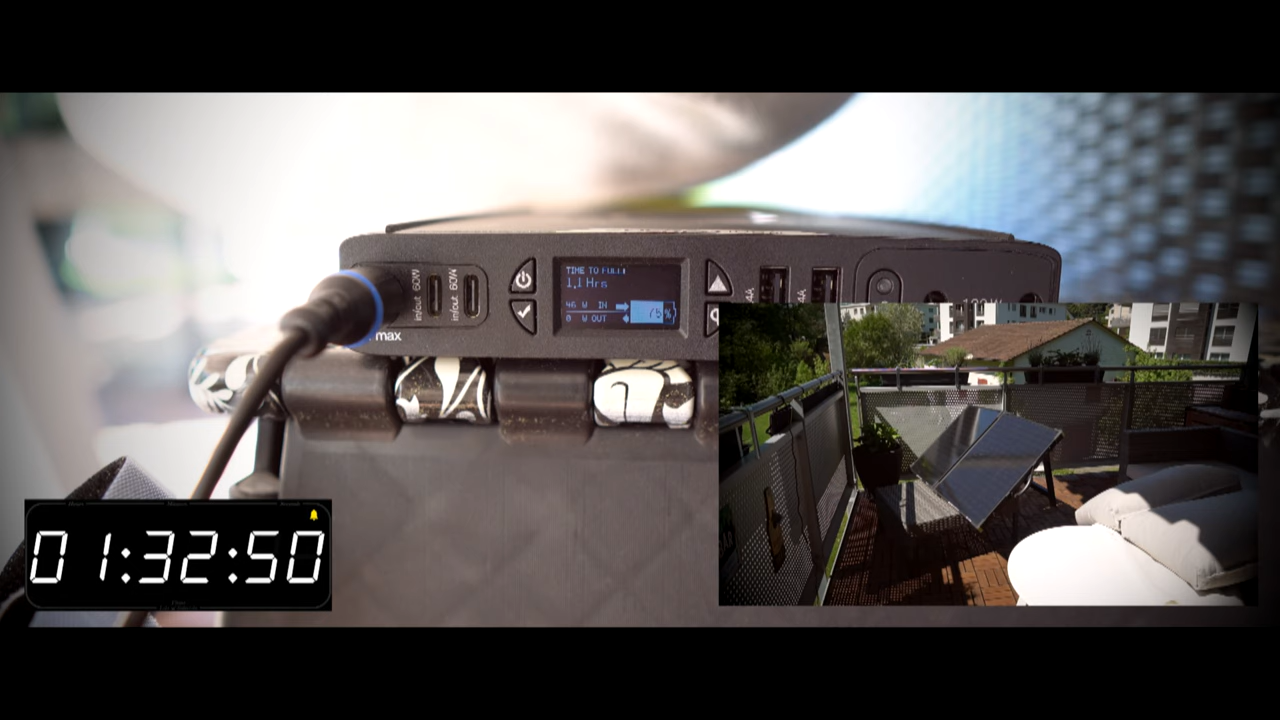 in/out 60W
in/out 60W
TIME TO FULL:
1.1 Hrs
46 W IN
0 W OUT
75%
max
01:32:50